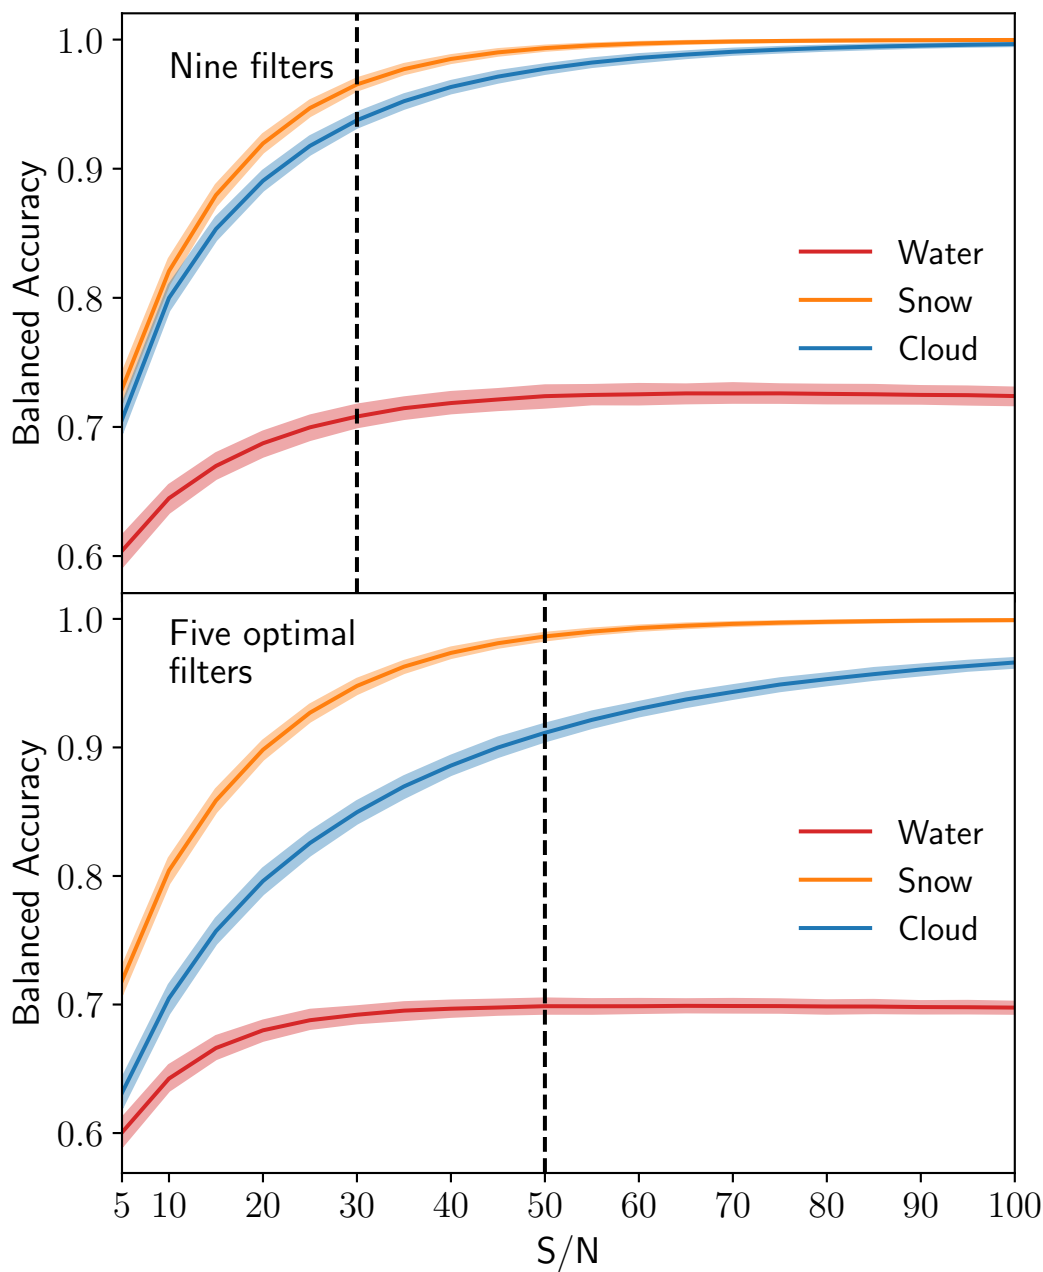 Nine filters
1.0
0.9
0.8
0.7
0.6
Balanced Accuracy
Water
Snow
Cloud
Five optimal
filters
1.0
0.9
0.8
0.7
0.6
Balanced Accuracy
Water
Snow
Cloud
5 10 20 30 40 50 60 70 80 90 100
S/N